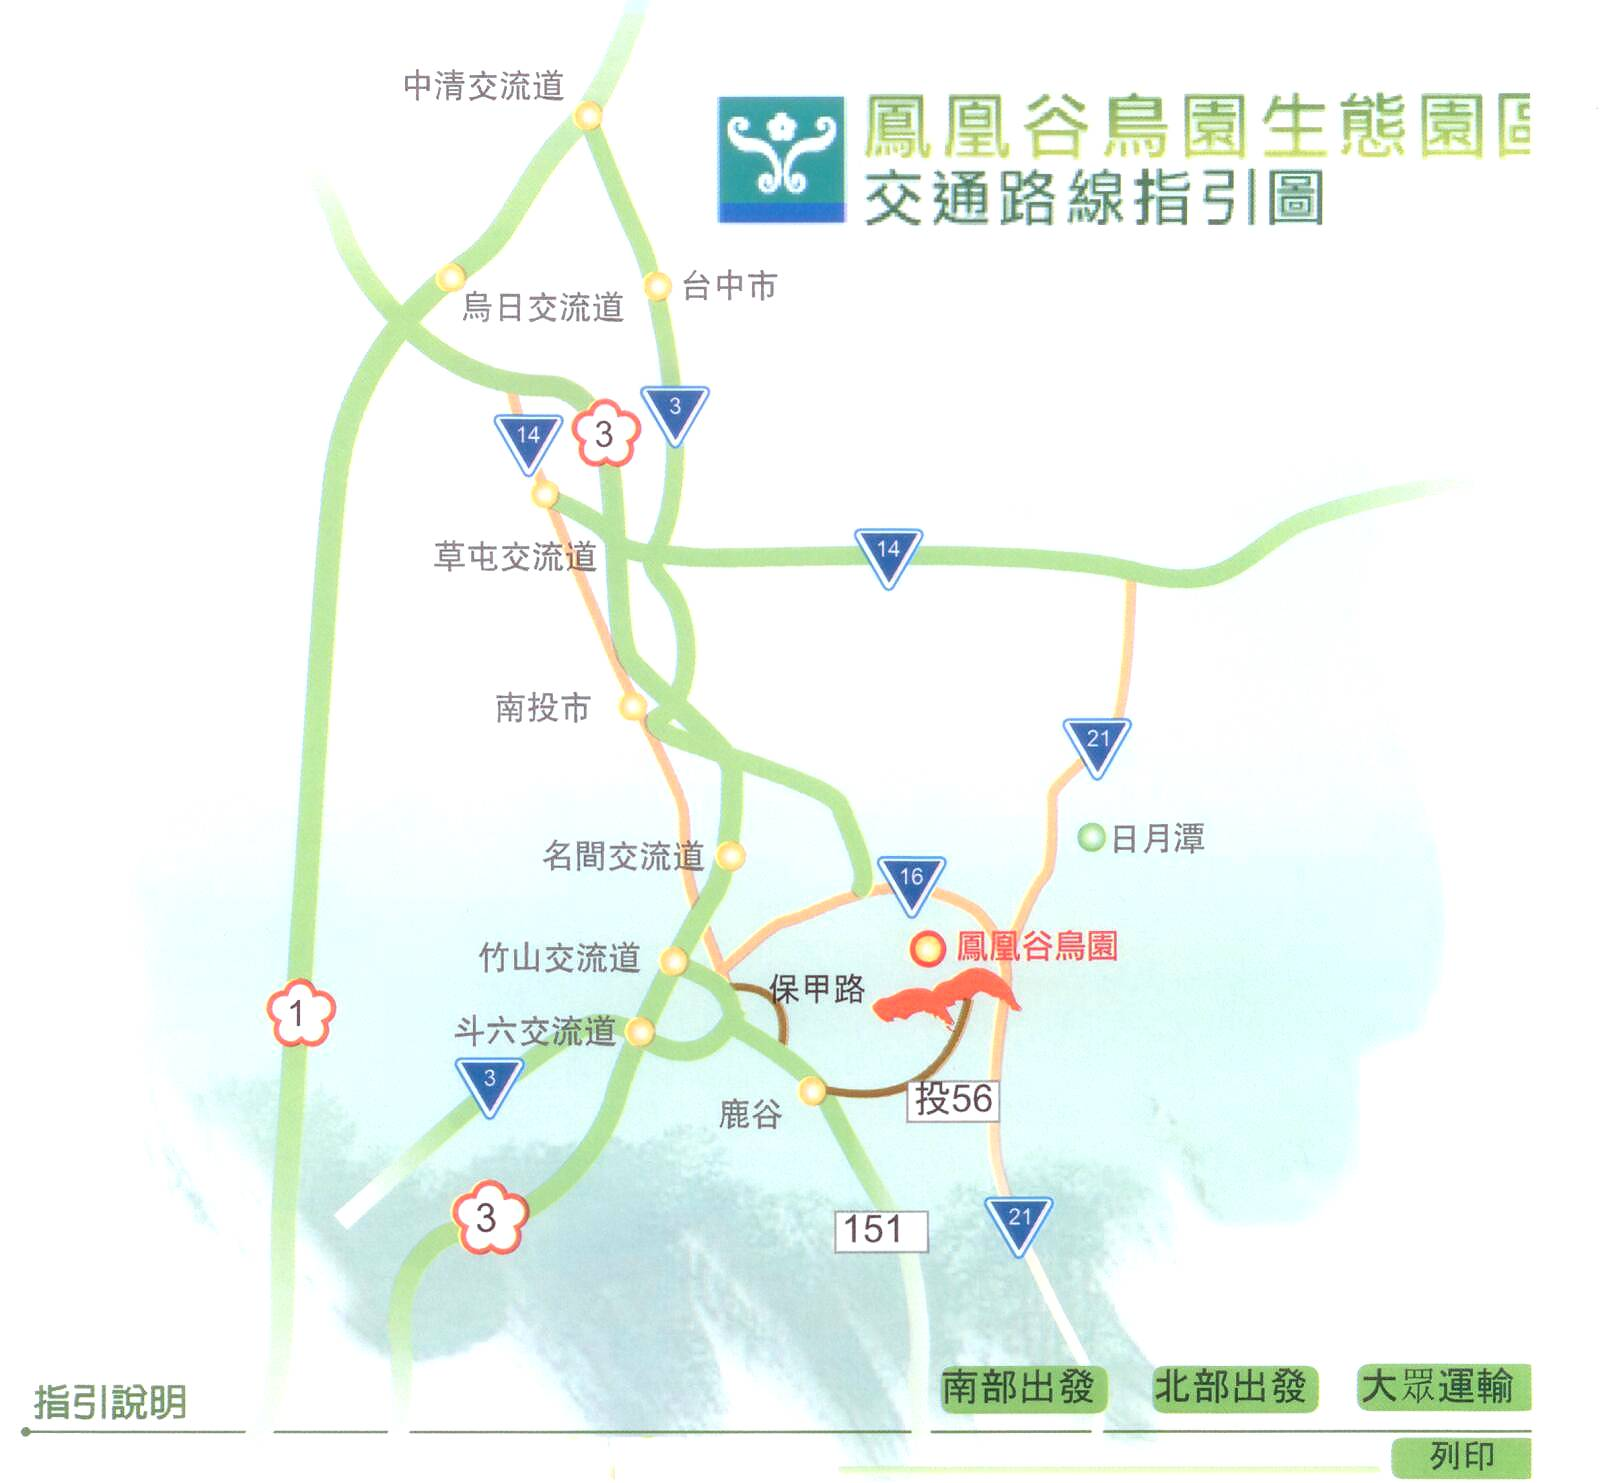 中清交流道
鳳凰谷鳥園生態園區
交通路線指引圖
台中市
烏日交流道
3
14
3
14
草屯交流道
南投市
21
日月潭
名間交流道
16
鳳凰谷鳥園
竹山交流道
保甲路
1
斗六交流道
3
投56
鹿谷
3
151
21
南部出發
北部出發
大眾運輸
指引說明
列印